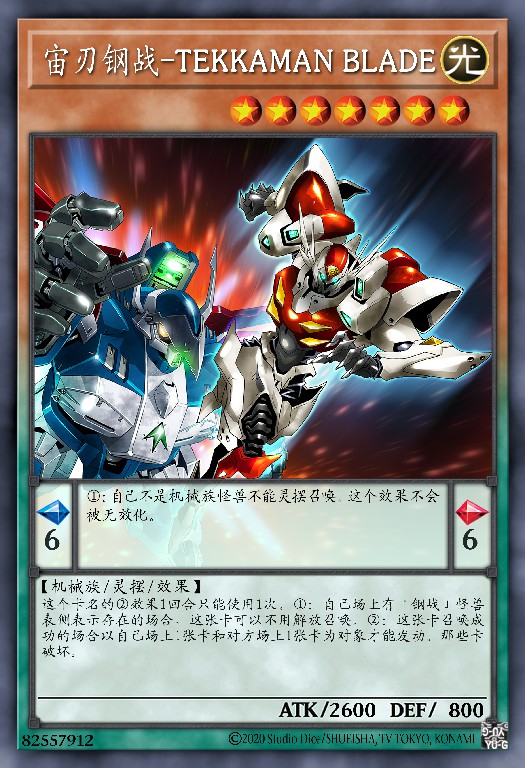 宙刃钢战-TEKKAMAN BLADE
光
①:自己不是机械族怪兽不能灵摆召唤.这个效果不会
被无效化。
6
6
【机械族/灵摆/效果】
这个卡名的②效果1回合只能使用1次。①:自己场上有「钢战」怪兽
表侧表示存在的场合.这张卡可以不用解放召唤.②:这张卡召唤成
功的场合以自己场上1张卡和对方场上1张卡为对象才能发动.那些卡
破坏.
ATK/2600 DEF/ 800
82557912
©2020 Studio Dice/SHUEISHA, TV TOKYO, KONAMI